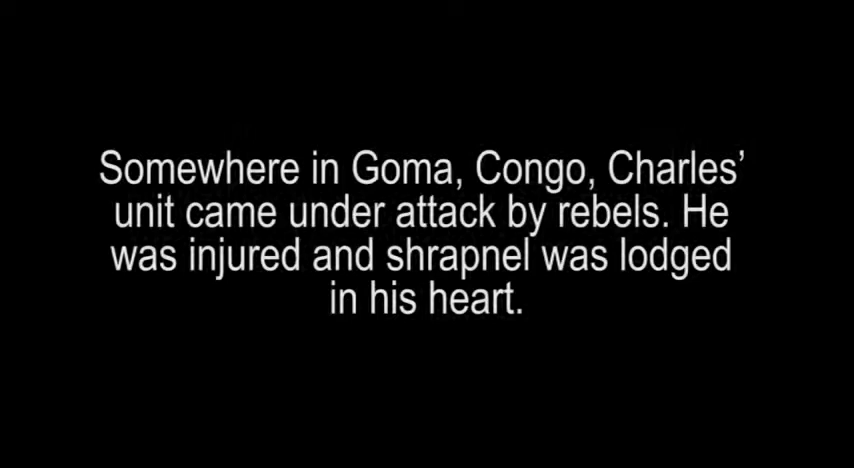 Somewhere in Goma, Congo, Charles’
unit came under attack by rebels. He
was injured and shrapnel was lodged
in his heart.